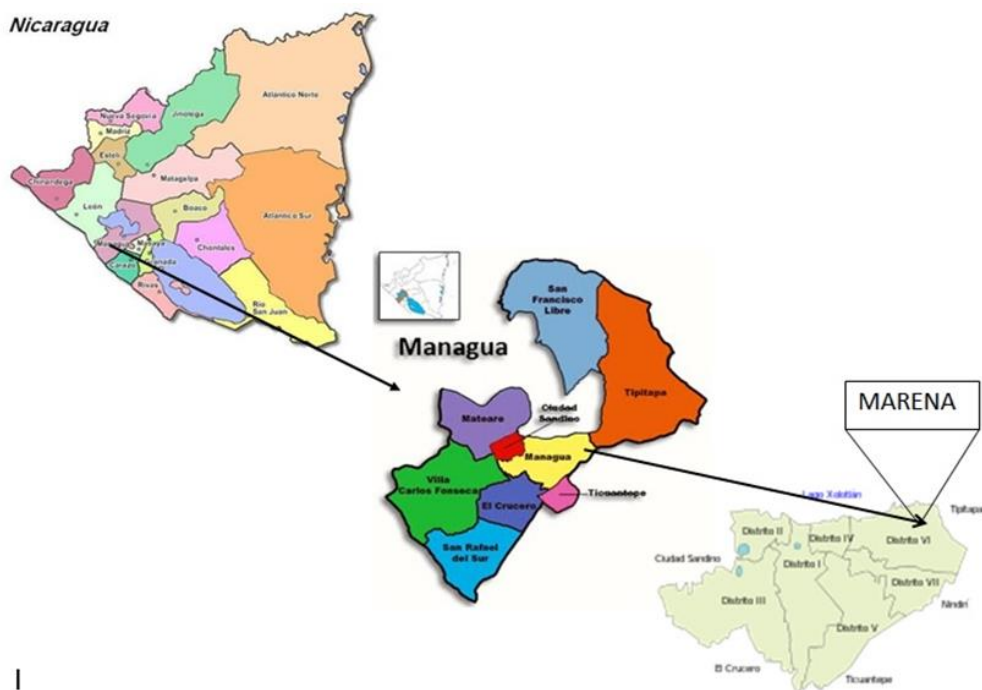 Nicaragua
Atlantico Norte
Nueva Segovia
Jinotega
Madriz
Esteli
Chinandega
Matagalpa
León
Boaco
Atlantico Sur
Managua
Masaya
Chontales
Granada
Carazo
Rivas
Rio
San Juan
San
Francisco
Libre
Managua
Tipitapa
MARENA
Mateare
Ciudad
Sandino
Managua
Villa
Carlos Fonseca
Ticuantepe
El Crucero
San Rafael
del Sur
Lago Xolotlán
Tipitapa
Distrito II
Distrito IV
Distrito VI
Ciudad Sandino
Distrito I
Distrito VII
Distrito III
Nindirí
Distrito V
El Crucero
Ticuantepe
I